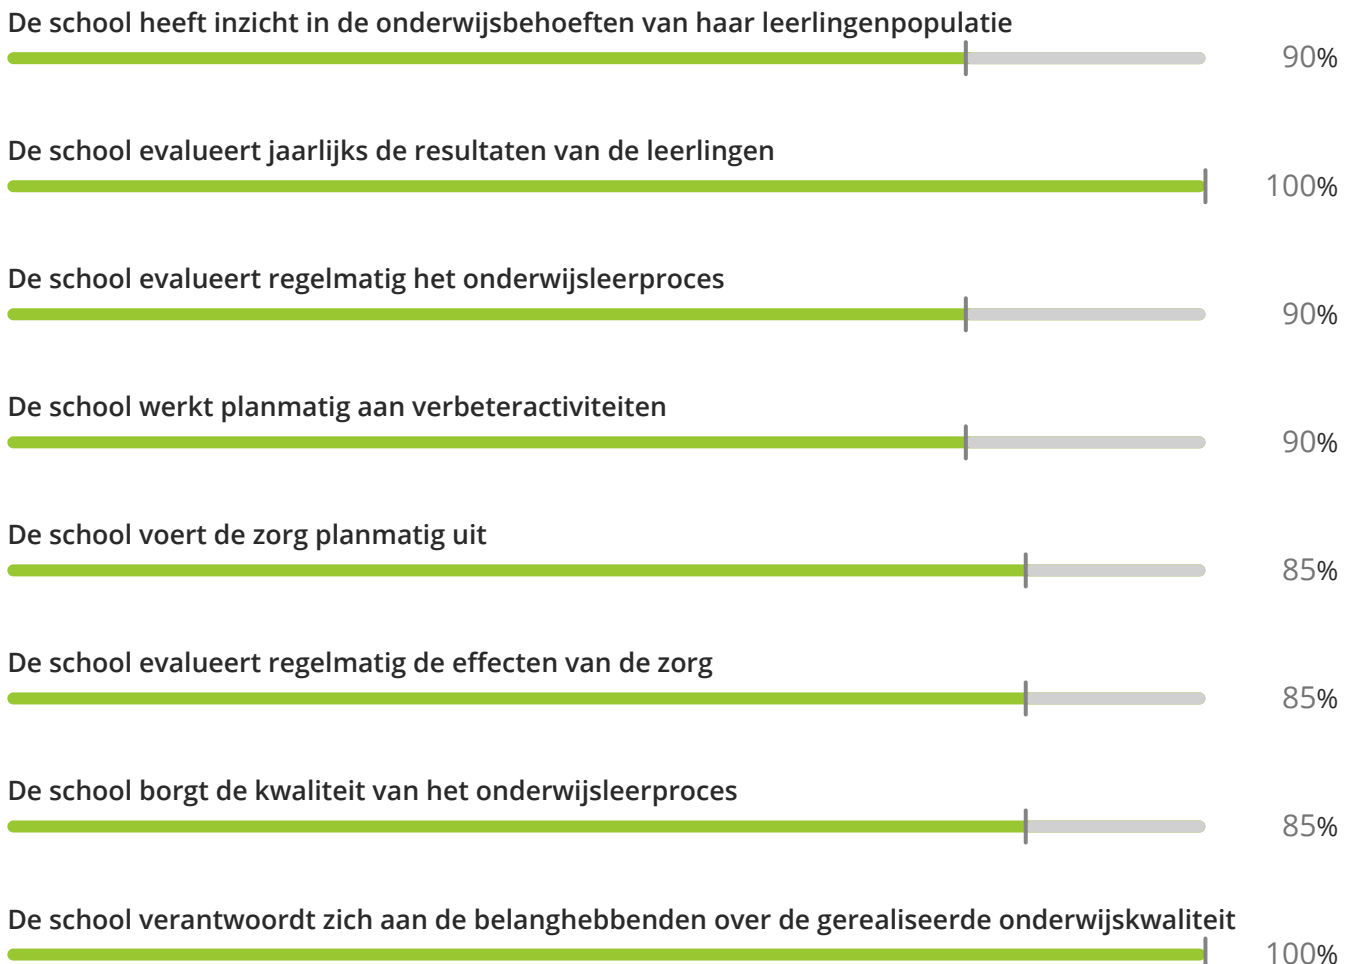 De school heeft inzicht in de onderwijsbehoeften van haar leerlingenpopulatie
90%
De school evalueert jaarlijks de resultaten van de leerlingen
100%
De school evalueert regelmatig het onderwijsleerproces
90%
De school werkt planmatig aan verbeteractiviteiten
90%
De school voert de zorg planmatig uit
85%
De school evalueert regelmatig de effecten van de zorg
85%
De school borgt de kwaliteit van het onderwijsleerproces
85%
De school verantwoordt zich aan de belanghebbenden over de gerealiseerde onderwijskwaliteit
100%